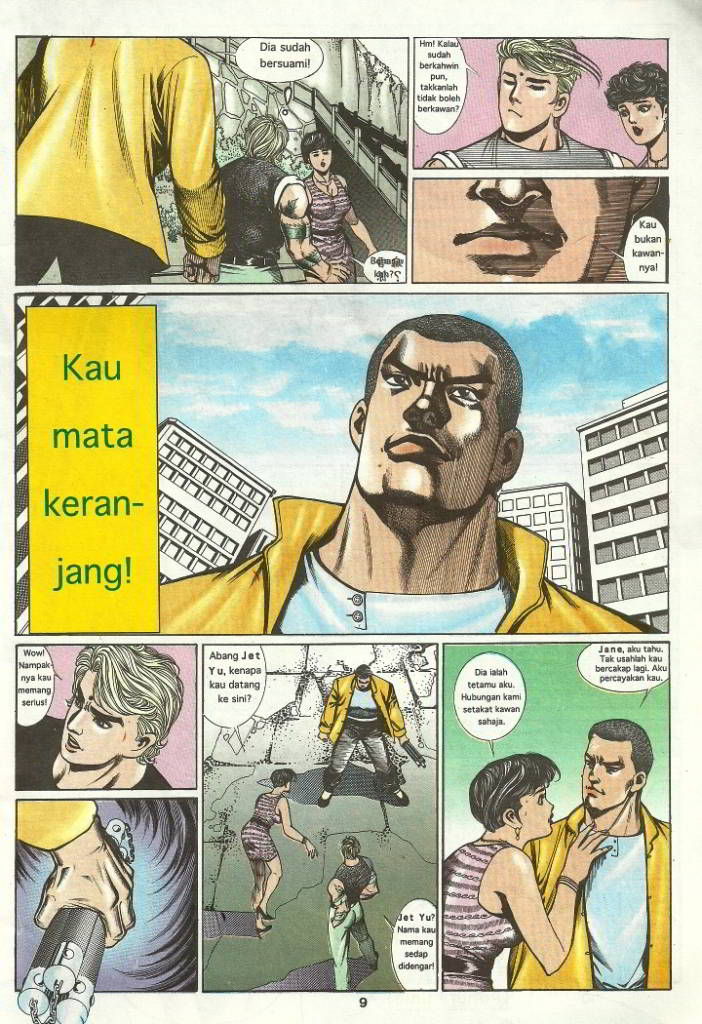 Dia sudah
bersuami!
Hm! Kalau
sudah
berkahwin
pun,
takkanlah
tidak boleh
berkawan?
Kau
bukan
kawan-
nya!
Kau
mata
keran-
jang!
Wow!
Nampak-
nya kau
memang
serius!
Abang Jet
Yu, kenapa
kau datang
ke sini?
Jet Yu?
Nama kau
memang
sedap
didengar!
Dia ialah
tetamu aku.
Hubungan kami
setakat kawan
sahaja.
Jane, aku tahu.
Tak usahlah kau
bercakap lagi. Aku
percayakan kau.
9